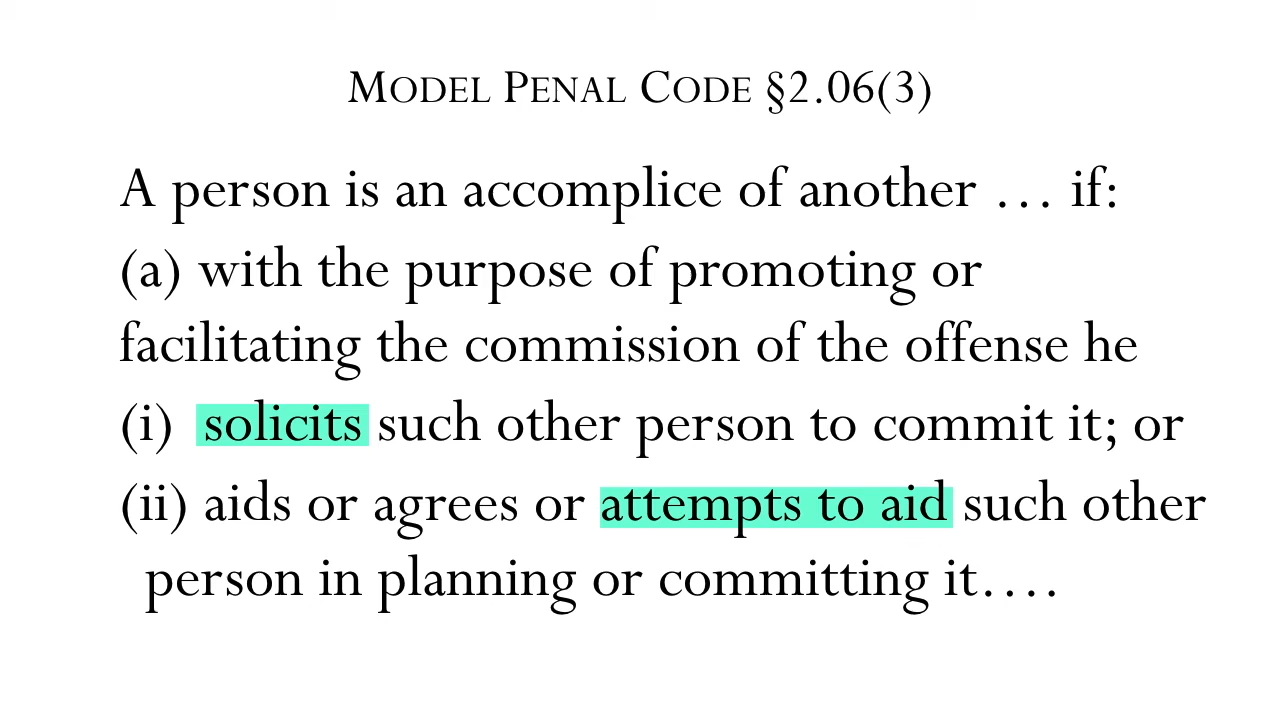 MODEL PENAL CODE §2.06(3)
A person is an accomplice of another … if:
(a) with the purpose of promoting or
facilitating the commission of the offense he
(i) solicits such other person to commit it; or
(ii) aids or agrees or attempts to aid such other
person in planning or committing it….